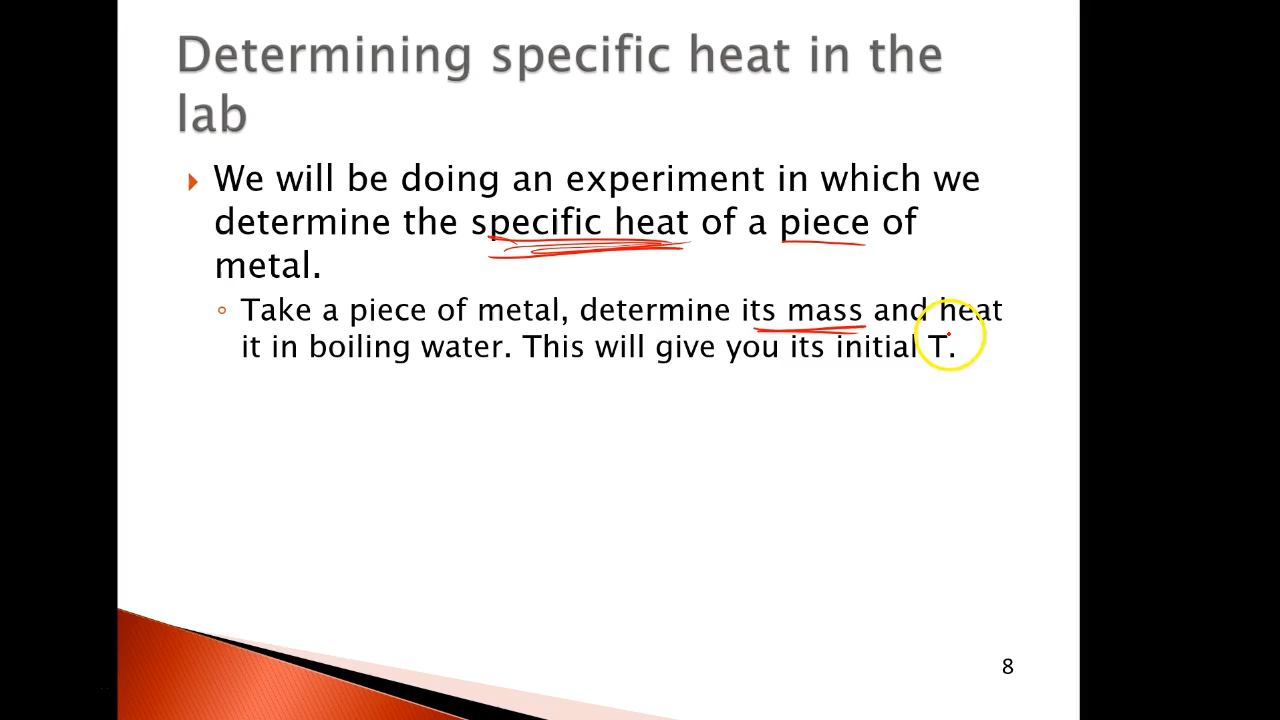 Determining specific heat in the
lab
We will be doing an experiment in which we
determine the specific heat of a piece of
metal.
Take a piece of metal, determine its mass and heat
it in boiling water. This will give you its initial T.
8